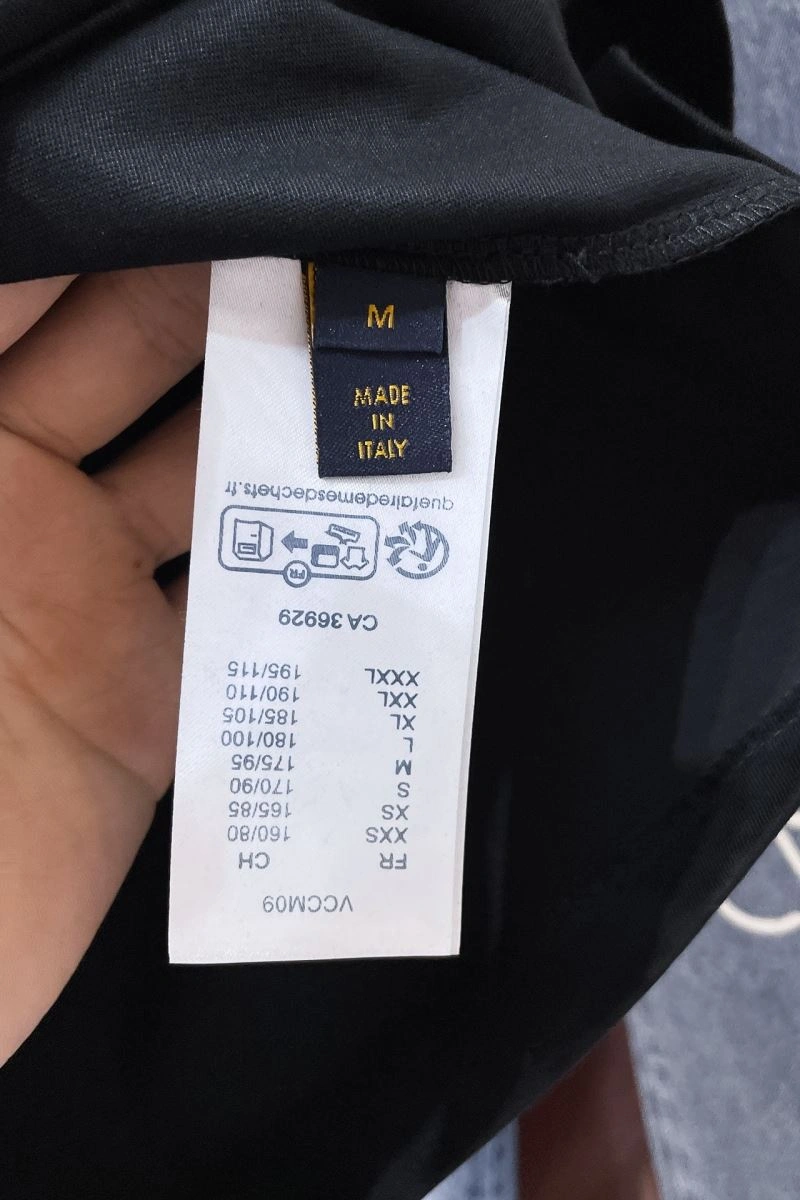 M
MADE
IN
ITALY
VCCM09
FR CH
XXS 160/80
XS 165/85
S 170/90
M 175/95
L 180/100
XL 185/105
XXL 190/110
XXXL 195/115
CA 36929
FR
quefairedemesdechets.fr